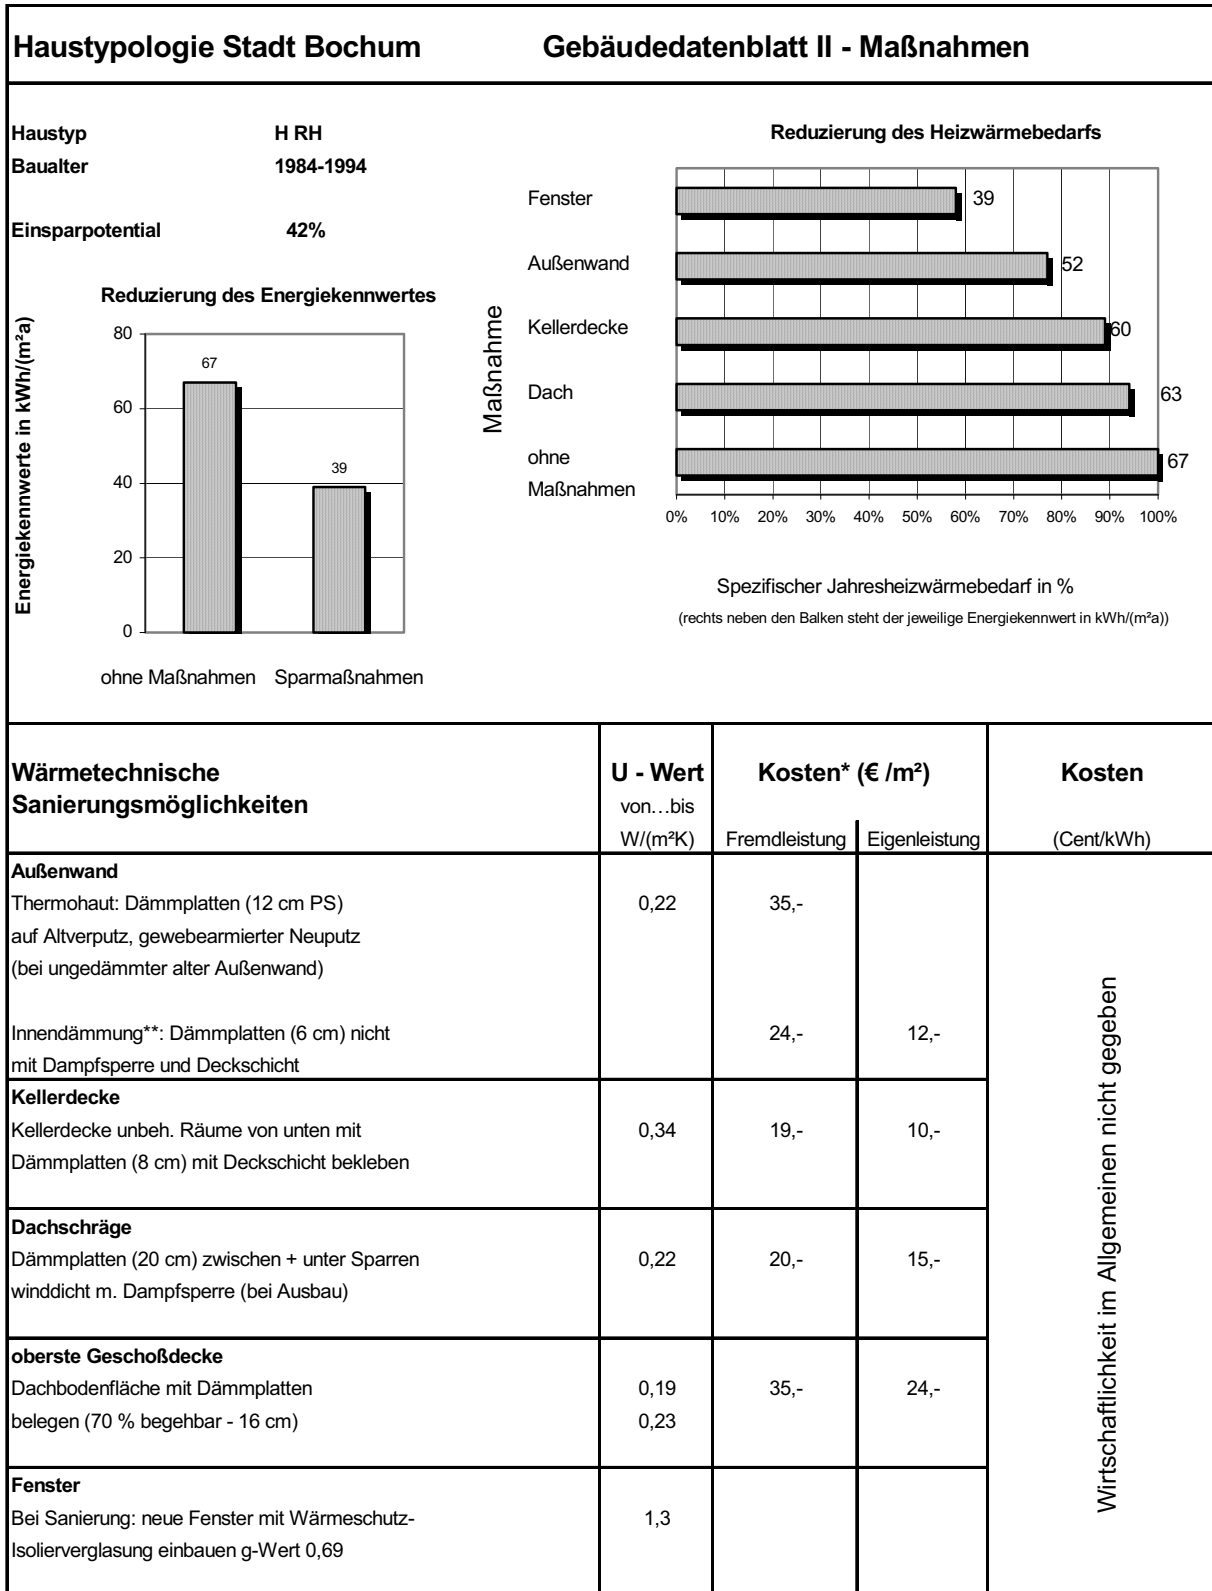 Haustypologie Stadt Bochum Gebäudedatenblatt II - Maßnahmen
Haustyp H RH
Baualter 1984-1994
Einsparpotential 42%
Reduzierung des Energiekennwertes
Energiekennwerte in kWh/(m²a)
80
60
40
20
0
67
39
ohne Maßnahmen Sparmaßnahmen
Reduzierung des Heizwärmebedarfs
Maßnahme
Fenster 39
Außenwand 52
Kellerdecke 60
Dach 63
ohne
Maßnahmen 67
0% 10% 20% 30% 40% 50% 60% 70% 80% 90% 100%
Spezifischer Jahresheizwärmebedarf in %
(rechts neben den Balken steht der jeweilige Energiekennwert in kWh/(m²a))
Wärmetechnische U - Wert Kosten* (€ /m²) Kosten
Sanierungsmöglichkeiten von…bis
W/(m²K) Fremdleistung Eigenleistung (Cent/kWh)
Außenwand
Thermohaut: Dämmplatten (12 cm PS) 0,22 35,-
auf Altverputz, gewebearmierter Neuputz
(bei ungedämmter alter Außenwand)
Innendämmung**: Dämmplatten (6 cm) nicht 24,- 12,-
mit Dampfsperre und Deckschicht
Kellerdecke
Kellerdecke unbeh. Räume von unten mit 0,34 19,- 10,-
Dämmplatten (8 cm) mit Deckschicht bekleben
Dachschräge
Dämmplatten (20 cm) zwischen + unter Sparren 0,22 20,- 15,-
winddicht m. Dampfsperre (bei Ausbau)
oberste Geschoßdecke
Dachbodenfläche mit Dämmplatten 0,19 35,- 24,-
belegen (70 % begehbar - 16 cm) 0,23
Fenster
Bei Sanierung: neue Fenster mit Wärmeschutz- 1,3
Isolierverglasung einbauen g-Wert 0,69
Wirtschaftlichkeit im Allgemeinen nicht gegeben